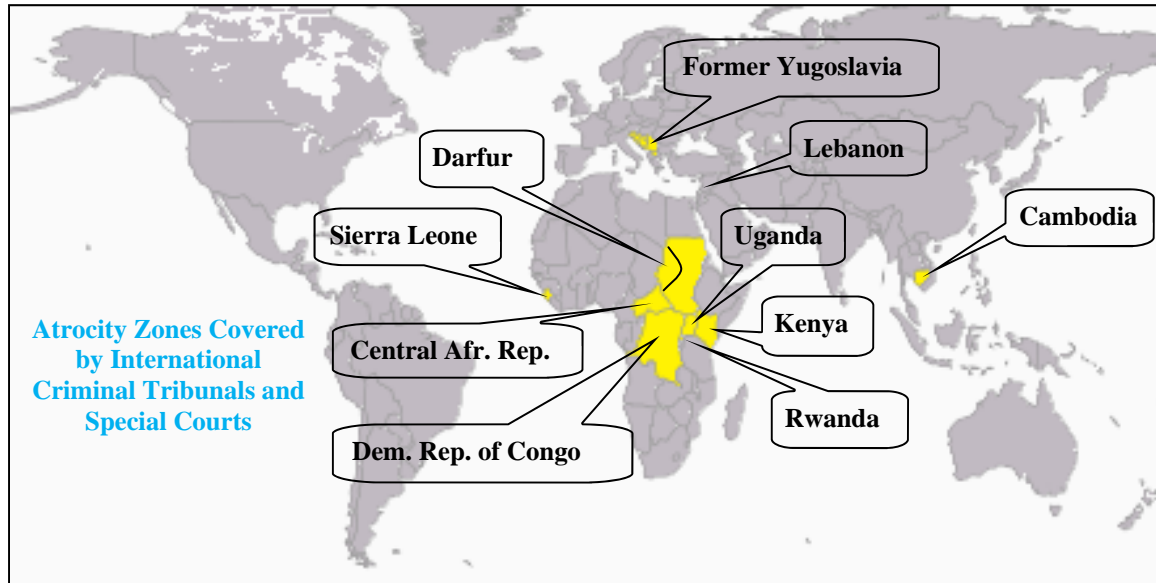 Former Yugoslavia
Darfur
Lebanon
Cambodia
Sierra Leone
Uganda
Atrocity Zones Covered
by International
Criminal Tribunals and
Special Courts
Central Afr. Rep.
Kenya
Rwanda
Dem. Rep. of Congo